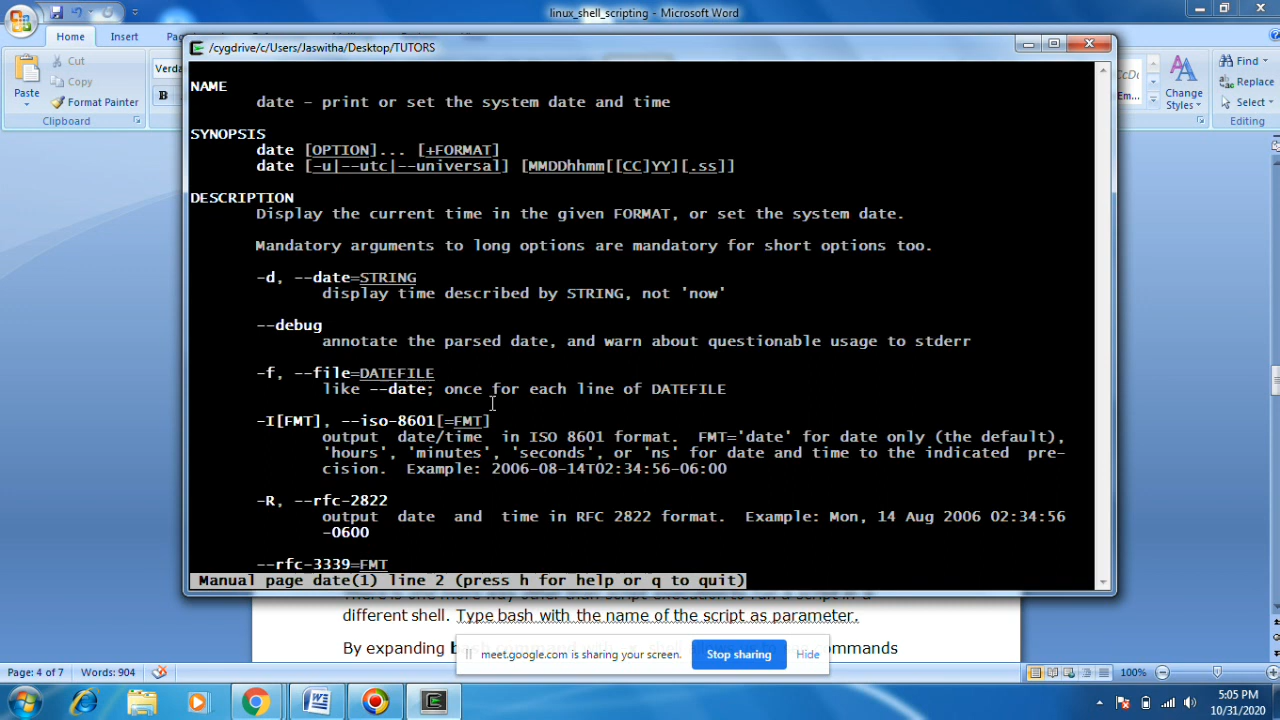 linux_shell_scripting - Microsoft Word
Home
Insert
Cut
Copy
Paste
Format Painter
Clipboard
Verda
B
Em...
Change
Styles
Find
Replace
Select
Editing
/cygdrive/c/Users/Jaswitha/Desktop/TUTORS
NAME
date - print or set the system date and time
SYNOPSIS
date [OPTION]... [+FORMAT]
date [-u|--utc|--universal] [MMDDhhmm[[CC]YY][.ss]]
DESCRIPTION
Display the current time in the given FORMAT, or set the system date.
Mandatory arguments to long options are mandatory for short options too.
-d, --date=STRING
display time described by STRING, not 'now'
--debug
annotate the parsed date, and warn about questionable usage to stderr
-f, --file=DATEFILE
like --date; once for each line of DATEFILE
-I[FMT], --iso-8601[=FMT]
output date/time in ISO 8601 format. FMT='date' for date only (the default),
'hours', 'minutes', 'seconds', or 'ns' for date and time to the indicated pre-
cision. Example: 2006-08-14T02:34:56-06:00
-R, --rfc-2822
output date and time in RFC 2822 format. Example: Mon, 14 Aug 2006 02:34:56
-0600
--rfc-3339=FMT
Manual page date(1) line 2 (press h for help or q to quit)
different shell. Type bash with the name of the script as parameter.
By expanding b
commands
meet.google.com is sharing your screen. Stop sharing Hide
Page: 4 of 7 Words: 904
100%
5:05 PM
10/31/2020